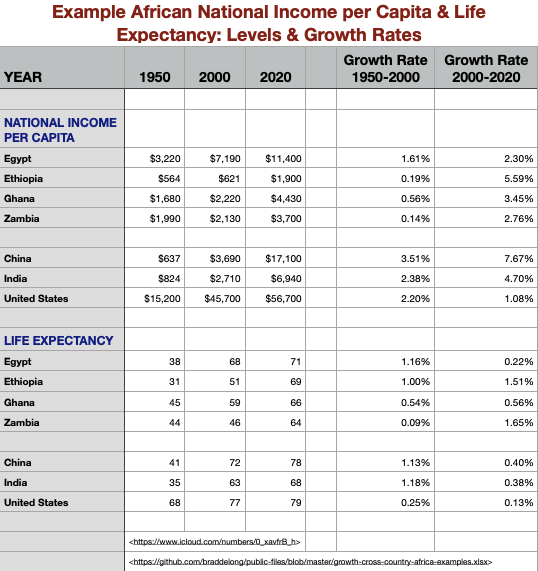 Example African National Income per Capita & Life
Expectancy: Levels & Growth Rates
YEAR 1950 2000 2020 Growth Rate 1950-2000 Growth Rate 2000-2020
NATIONAL INCOME
PER CAPITA
Egypt $3,220 $7,190 $11,400 1.61% 2.30%
Ethiopia $564 $621 $1,900 0.19% 5.59%
Ghana $1,680 $2,220 $4,430 0.56% 3.45%
Zambia $1,990 $2,130 $3,700 0.14% 2.76%
China $637 $3,690 $17,100 3.51% 7.67%
India $824 $2,710 $6,940 2.38% 4.70%
United States $15,200 $45,700 $56,700 2.20% 1.08%
LIFE EXPECTANCY
Egypt 38 68 71 1.16% 0.22%
Ethiopia 31 51 69 1.00% 1.51%
Ghana 45 59 66 0.54% 0.56%
Zambia 44 46 64 0.09% 1.65%
China 41 72 78 1.13% 0.40%
India 35 63 68 1.18% 0.38%
United States 68 77 79 0.25% 0.13%
<https://www.icloud.com/numbers/0_xavfrB_h>
<https://github.com/braddelong/public-files/blob/master/growth-cross-country-africa-examples.xlsx>